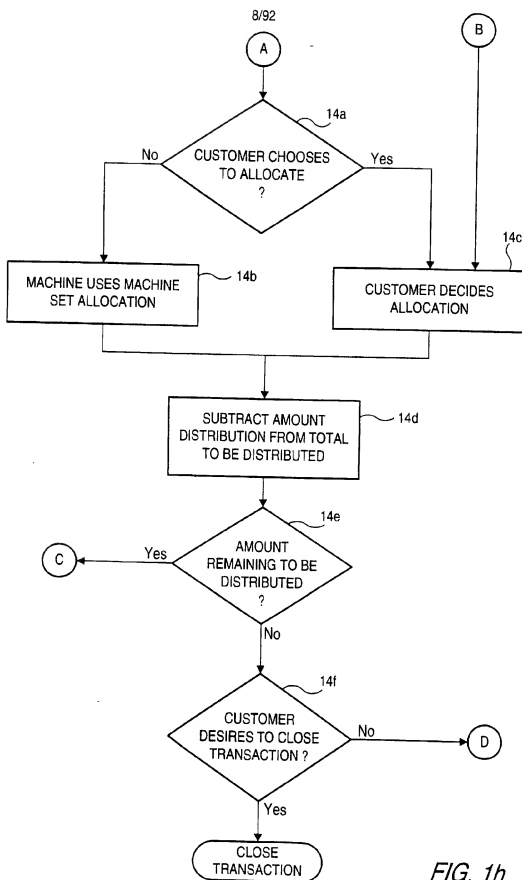 8/92
A
B
14a
CUSTOMER CHOOSES
TO ALLOCATE
?
No
Yes
14b
14c
MACHINE USES MACHINE
SET ALLOCATION
CUSTOMER DECIDES
ALLOCATION
SUBTRACT AMOUNT
DISTRIBUTION FROM TOTAL
TO BE DISTRIBUTED
14d
14e
AMOUNT
REMAINING TO BE
DISTRIBUTED
?
Yes
C
No
14f
CUSTOMER
DESIRES TO CLOSE
TRANSACTION ?
No
D
Yes
CLOSE
TRANSACTION
FIG. 1h